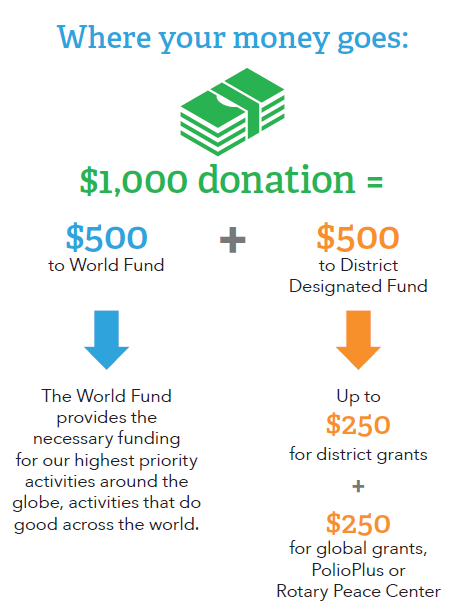 Where your money goes:
$1,000 donation =
$500
to World Fund
+
$500
to District
Designated Fund
The World Fund
provides the
necessary funding
for our highest priority
activities around the
globe, activities that do
good across the world.
Up to
$250
for district grants
+
$250
for global grants,
PolioPlus or
Rotary Peace Center